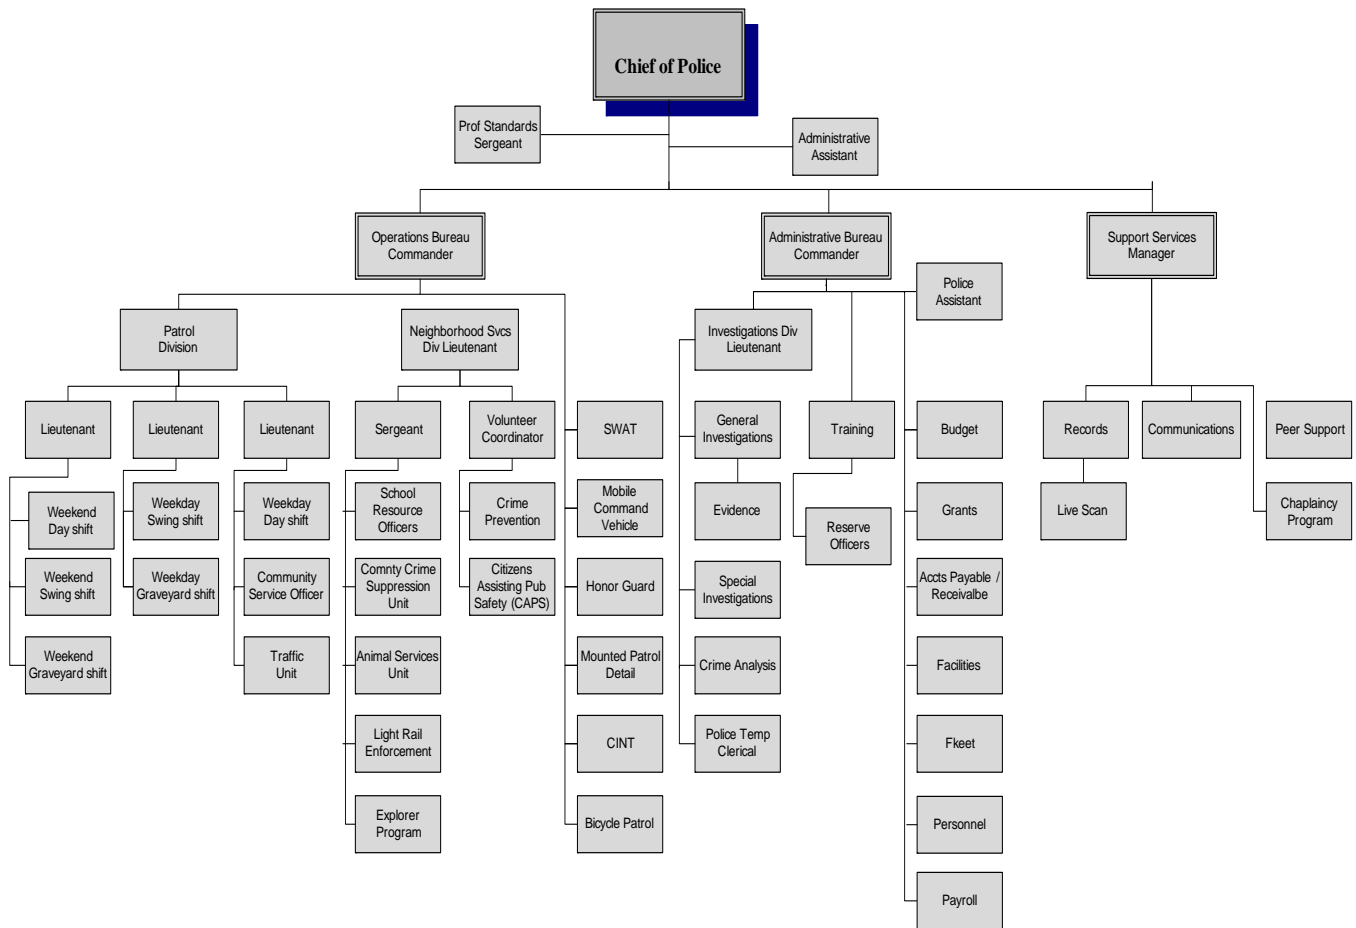 Chief of Police
Prof Standards
Sergeant
Administrative
Assistant
Operations Bureau
Commander
Administrative Bureau
Commander
Support Services
Manager
Police
Assistant
Patrol
Division
Neighborhood Svcs
Div Lieutenant
Investigations Div
Lieutenant
Lieutenant
Lieutenant
Lieutenant
Sergeant
Volunteer
Coordinator
SWAT
General
Investigations
Training
Budget
Records
Communications
Peer Support
Weekend
Day shift
Weekday
Swing shift
Weekday
Day shift
School
Resource
Officers
Crime
Prevention
Mobile
Command
Vehicle
Evidence
Reserve
Officers
Grants
Live Scan
Chaplaincy
Program
Weekend
Swing shift
Weekday
Graveyard shift
Community
Service Officer
Comnty Crime
Suppression
Unit
Citizens
Assisting Pub
Safety (CAPS)
Honor Guard
Special
Investigations
Accts Payable /
Receivalbe
Weekend
Graveyard shift
Traffic
Unit
Animal Services
Unit
Mounted Patrol
Detail
Crime Analysis
Facilities
Light Rail
Enforcement
CINT
Police Temp
Clerical
Fkeet
Explorer
Program
Bicycle Patrol
Personnel
Payroll